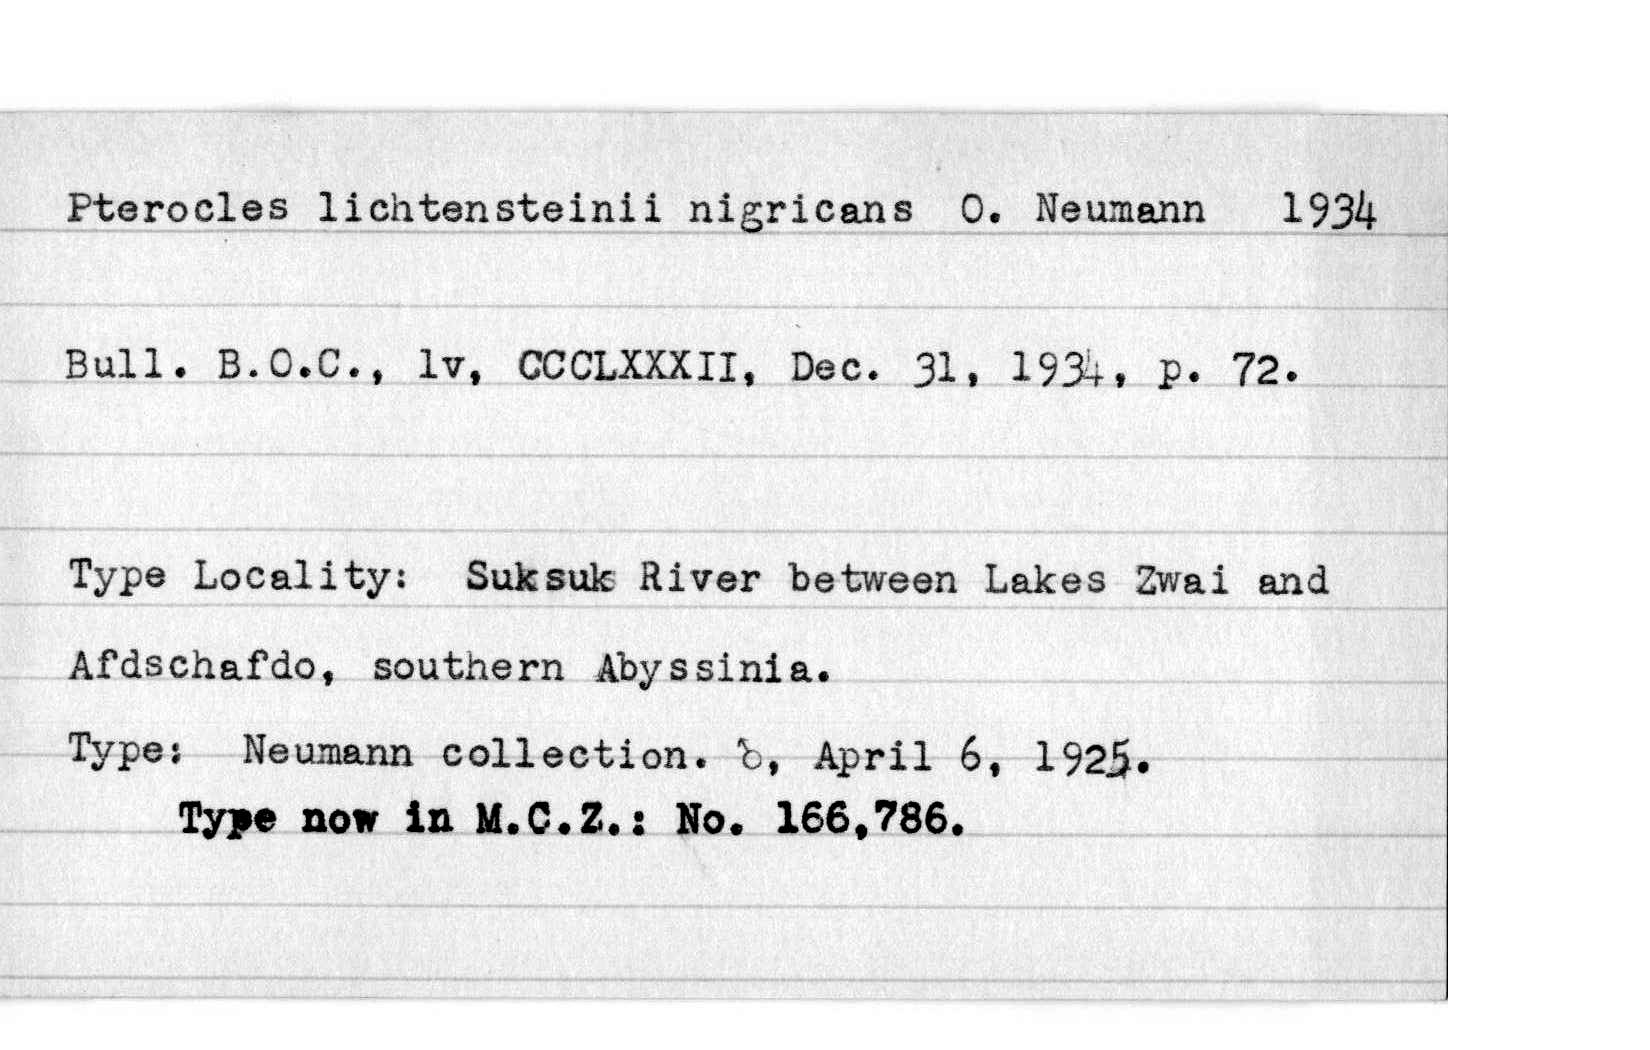 Pterocles lichtensteinii nigricans O. Neumann 1934
Bull. B.O.C., lv, CCCLXXXII, Dec. 31, 1934, p. 72.
Type Locality: Suksuk River between Lakes Zwai and
Afdschafdo, southern Abyssinia.
Type: Neumann collection. ♂, April 6, 1925.
Type now in M.C.Z.: No. 166,786.